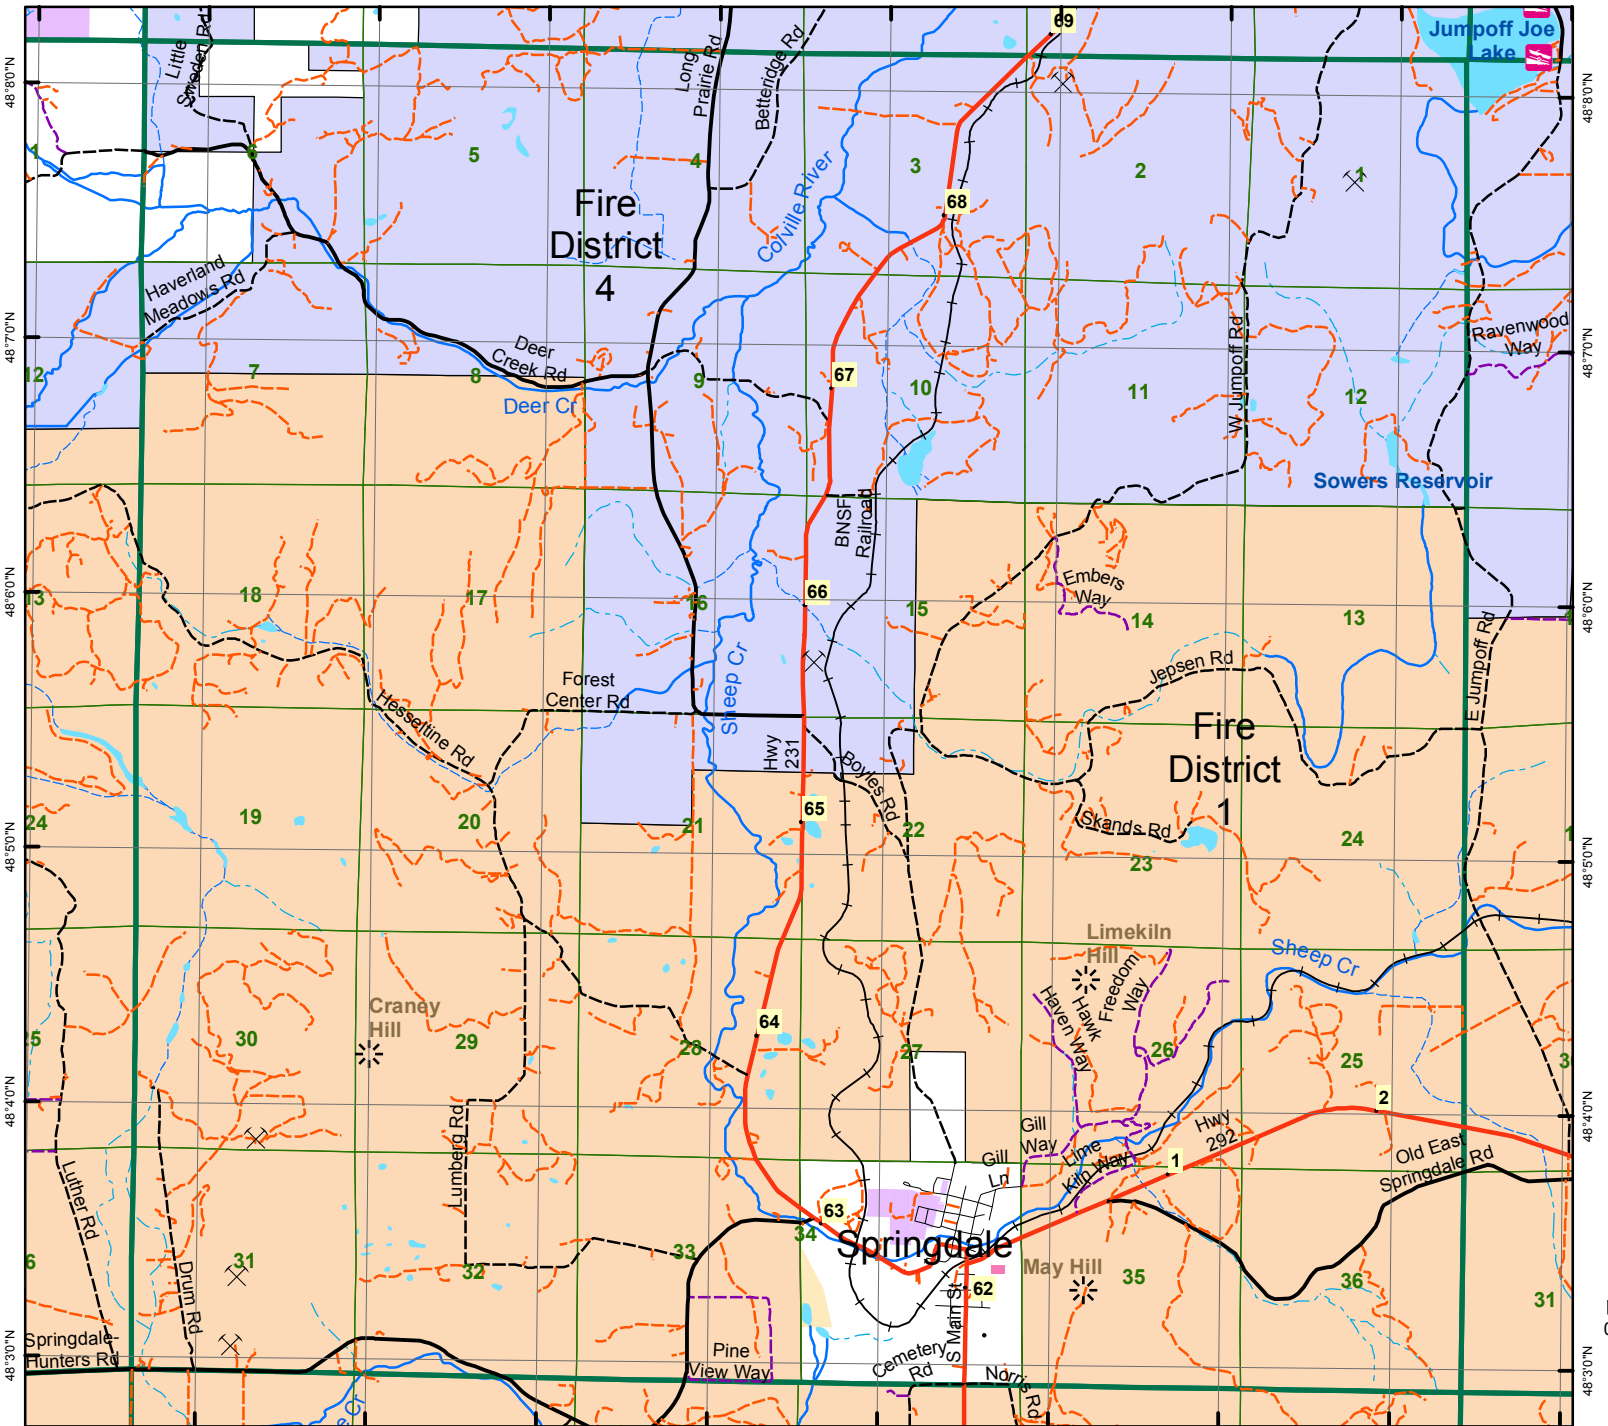 69
Jumpoff Joe
Lake
Little
Sweden Rd
Long
Prairie Rd
Betteridge Rd
48°8'0"N
48°8'0"N
1
6
5
4
3
2
1
Fire
District
4
Colville River
68
Haverland
Meadows Rd
48°7'0"N
48°7'0"N
Deer
Creek Rd
Deer Cr
W Jumpoff Rd
Ravenwood
Way
67
12
7
8
9
10
11
12
Sowers Reservoir
BNSF
Railroad
Embers
Way
48°6'0"N
48°6'0"N
66
13
18
17
16
15
14
13
Sheep Cr
Forest
Center Rd
Hesseltine Rd
Jepsen Rd
E Jumpoff Rd
Fire
District
1
Hwy
231
Boyles Rd
65
Skands Rd
24
19
20
21
22
23
24
48°5'0"N
48°5'0"N
Limekiln
Hill
Sheep Cr
Freedom
Way
Hawk
Haven Way
Craney
Hill
64
30
29
28
27
26
25
48°4'0"N
48°4'0"N
2
Hwy
292
Gill
Way
Gill
Ln
Lime
Kiln Way
1
Old East
Springdale Rd
Lumberg Rd
Luther Rd
Drum Rd
63
Springdale
May Hill
62
6
31
32
33
34
35
36
31
S Main St
Springdale-
Hunters Rd
Pine
View Way
Cemetery
Rd
Norris Rd
48°3'0"N
48°3'0"N
e Cr